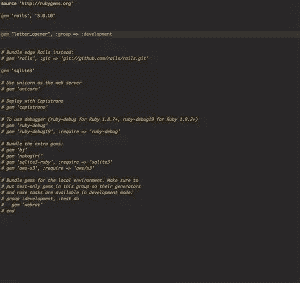 source 'http://rubygems.org'
gem 'rails', '3.0.10'
gem "letter_opener", :group => :development
# Bundle edge Rails instead:
# gem 'rails', :git => 'git://github.com/rails/rails.git'
gem 'sqlite3'
# Use unicorn as the web server
# gem 'unicorn'
# Deploy with Capistrano
# gem 'capistrano'
# To use debugger (ruby-debug for Ruby 1.8.7+, ruby-debug19 for Ruby 1.9.2+)
# gem 'ruby-debug'
# gem 'ruby-debug19', :require => 'ruby-debug'
# Bundle the extra gems:
# gem 'bj'
# gem 'nokogiri'
# gem 'sqlite3-ruby', :require => 'sqlite3'
# gem 'aws-s3', :require => 'aws/s3'
# Bundle gems for the local environment. Make sure to
# put test-only gems in this group so their generators
# and rake tasks are available in development mode:
# group :development, :test do
#   gem 'webrat'
# end